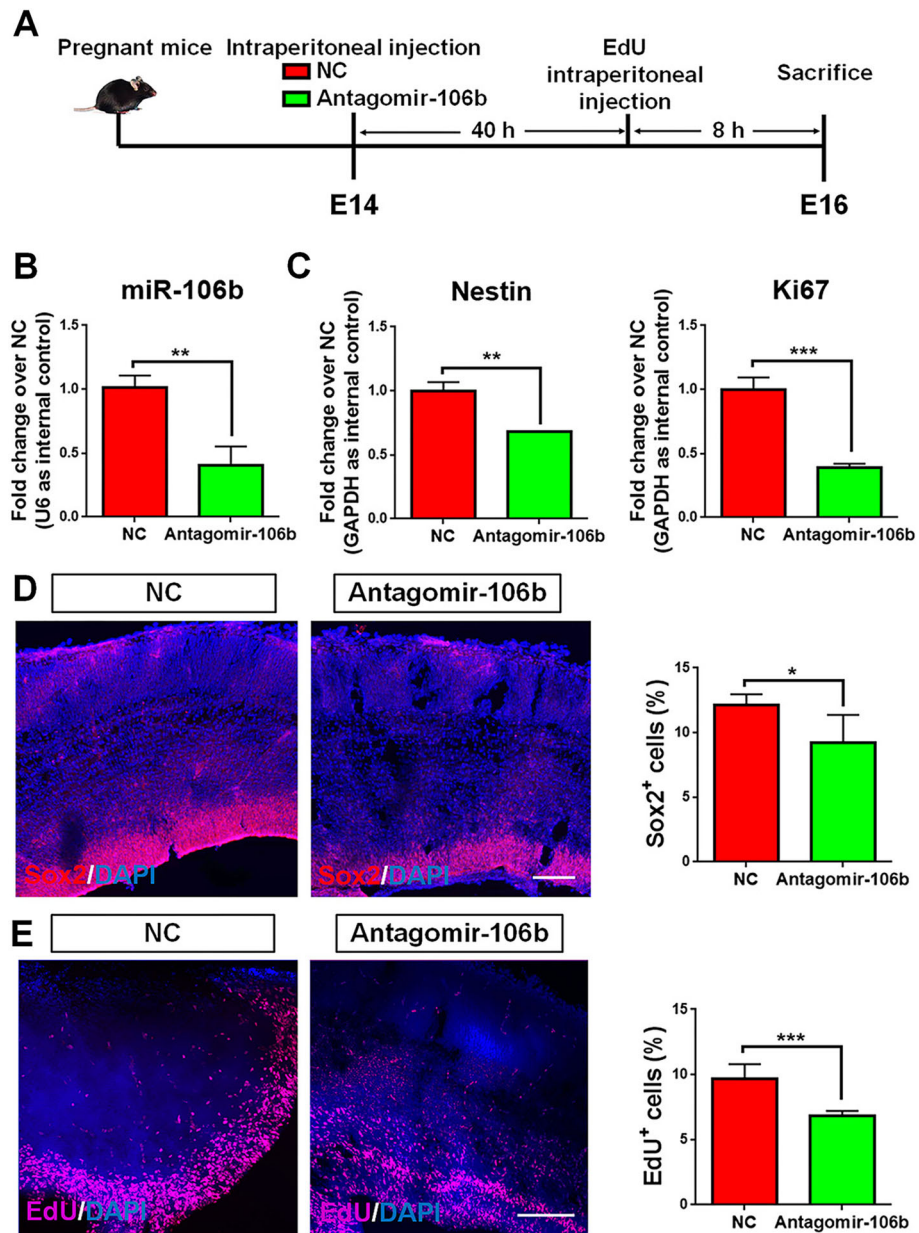 A
Pregnant mice
Intraperitoneal injection
NC
Antagomir-106b
EdU
intraperitoneal
injection
Sacrifice
40 h
8 h
E14
E16
B
miR-106b
Fold change over NC
(U6 as internal control)
1.5
1.0
0.5
0.0
**
NC
Antagomir-106b
C
Nestin
Fold change over NC
(GAPDH as internal control)
1.5
1.0
0.5
0.0
**
NC
Antagomir-106b
Ki67
Fold change over NC
(GAPDH as internal control)
1.5
1.0
0.5
0.0
***
NC
Antagomir-106b
D
NC
Antagomir-106b
Sox2/DAPI
Sox2/DAPI
Sox2+ cells (%)
15
10
5
0
*
NC
Antagomir-106b
E
NC
Antagomir-106b
EdU/DAPI
EdU/DAPI
EdU+ cells (%)
15
10
5
0
***
NC
Antagomir-106b